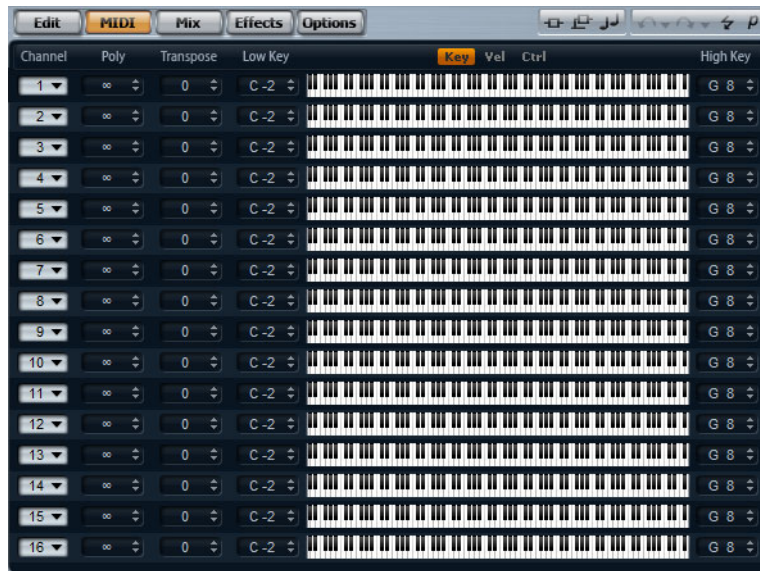 Edit MIDI Mix Effects Options
Channel Poly Transpose Low Key Key Vel Ctrl High Key
1 ∞ 0 C -2 G 8
2 ∞ 0 C -2 G 8
3 ∞ 0 C -2 G 8
4 ∞ 0 C -2 G 8
5 ∞ 0 C -2 G 8
6 ∞ 0 C -2 G 8
7 ∞ 0 C -2 G 8
8 ∞ 0 C -2 G 8
9 ∞ 0 C -2 G 8
10 ∞ 0 C -2 G 8
11 ∞ 0 C -2 G 8
12 ∞ 0 C -2 G 8
13 ∞ 0 C -2 G 8
14 ∞ 0 C -2 G 8
15 ∞ 0 C -2 G 8
16 ∞ 0 C -2 G 8